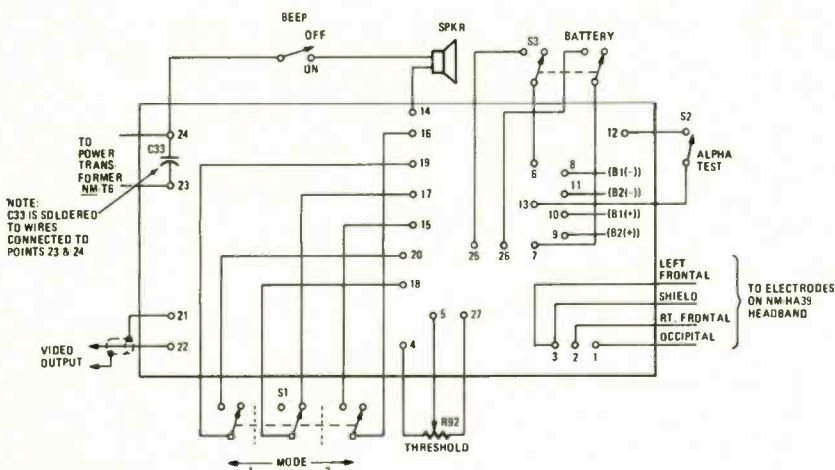 BEEP
OFF
ON
SPKR
S3
BATTERY
14
24
TO
POWER
TRANS-
FORMER
NM-T6
C33
23
'NOTE:
C33 IS SOLDERED
TO WIRES
CONNECTED TO
POINTS 23 & 24
16
19
17
15
20
18
12
S2
ALPHA
TEST
6
8
(B1(-))
11
(B2(-))
13
10
(B1(+))
9
(B2(+))
25
26
7
LEFT
FRONTAL
SHIELD
RT. FRONTAL
OCCIPITAL
TO ELECTRODES
ON NM-HA39
HEADBAND
3
2
1
21
22
VIDEO
OUTPUT
5
27
4
S1
R92
THRESHOLD
MODE